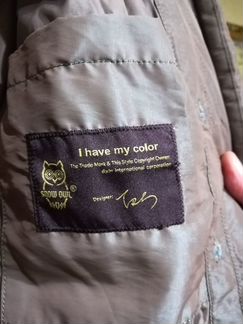 I have my color
The Trade Mark & This Style Copyright Owner
international corporation
SNOW OWL
®
Designer: